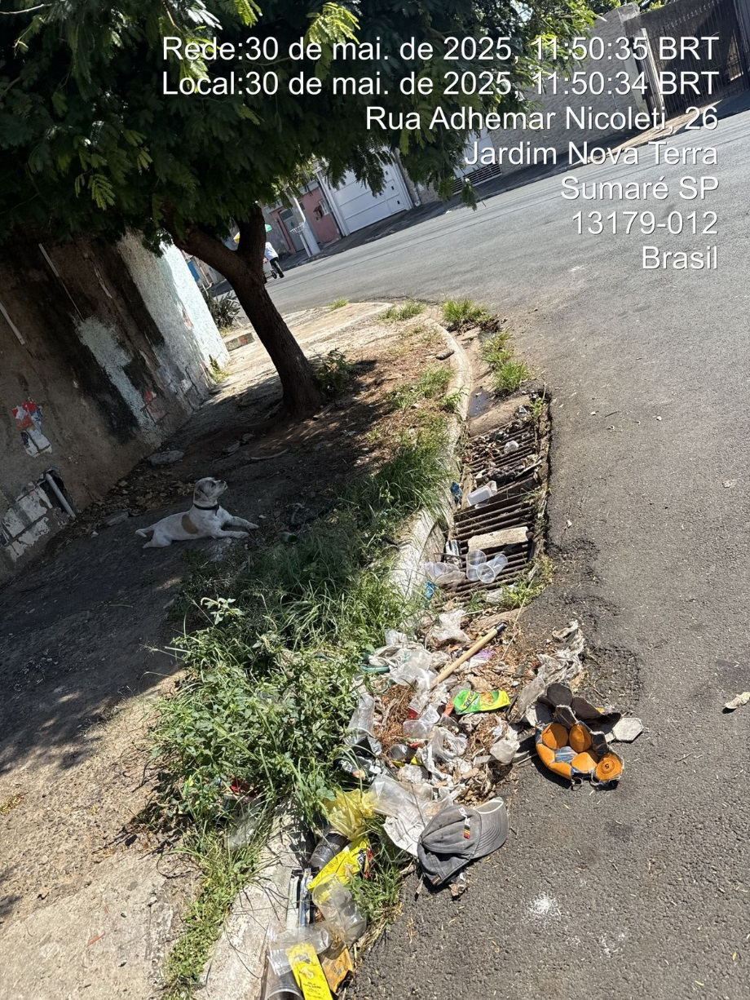 Rede:30 de mai. de 2025, 11:50:35 BRT
Local:30 de mai. de 2025, 11:50:34 BRT
Rua Adhemar Nicoleti, 26
Jardim Nova Terra
Sumaré SP
13179-012
Brasil